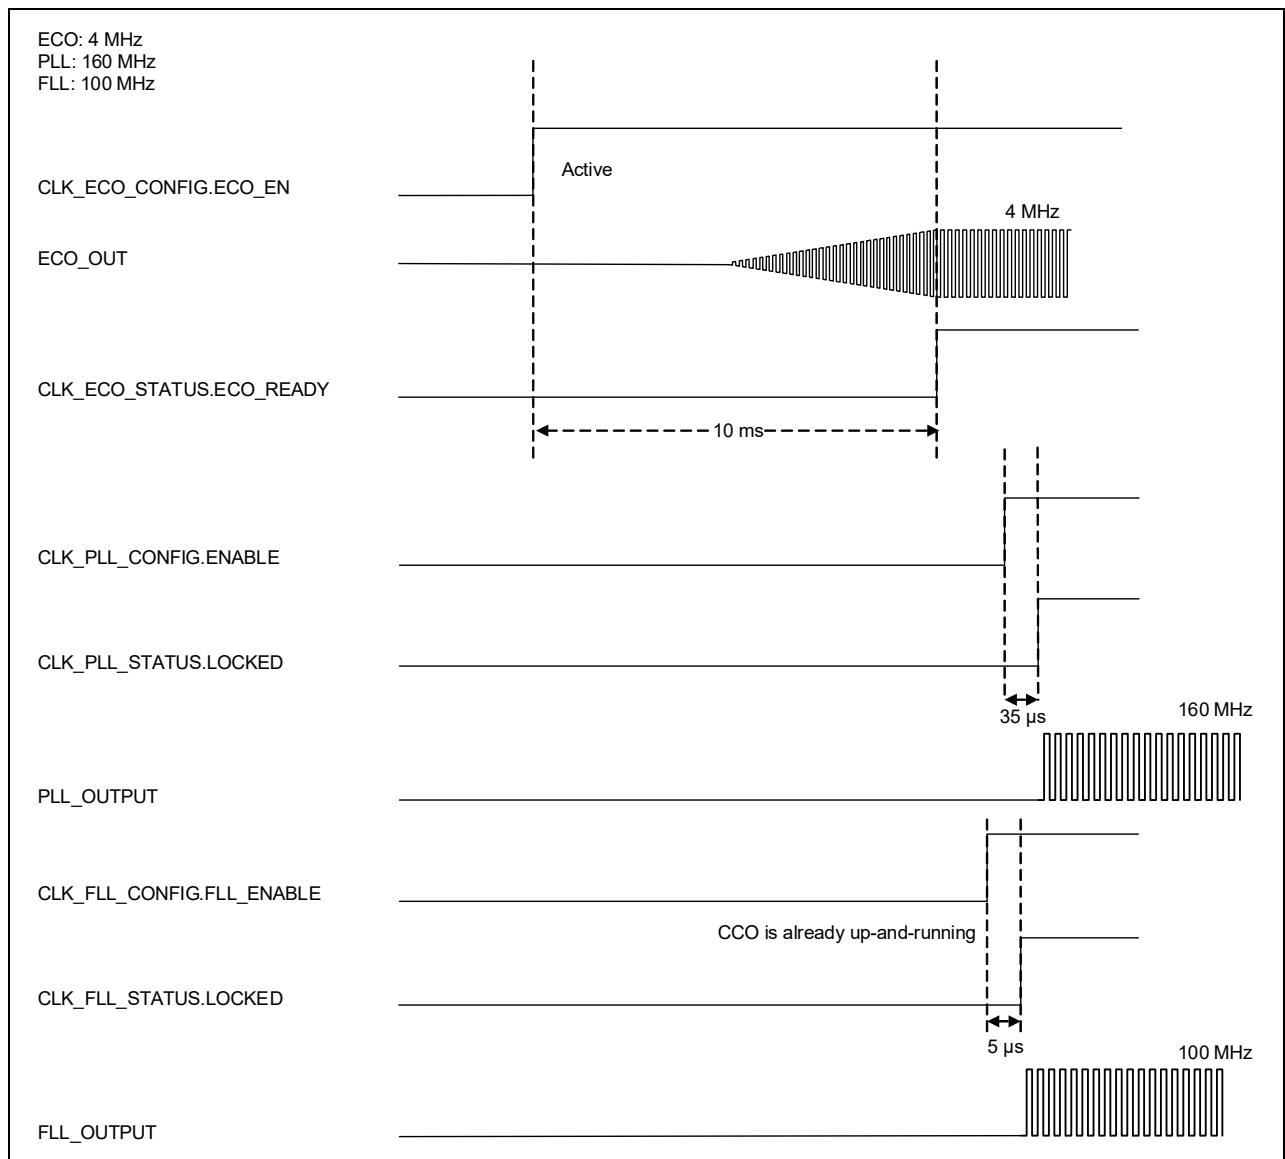 ECO: 4 MHz
PLL: 160 MHz
FLL: 100 MHz
Active
CLK_ECO_CONFIG.ECO_EN
4 MHz
ECO_OUT
CLK_ECO_STATUS.ECO_READY
10 ms
CLK_PLL_CONFIG.ENABLE
CLK_PLL_STATUS.LOCKED
35 µs
160 MHz
PLL_OUTPUT
CLK_FLL_CONFIG.FLL_ENABLE
CCO is already up-and-running
CLK_FLL_STATUS.LOCKED
5 µs
100 MHz
FLL_OUTPUT